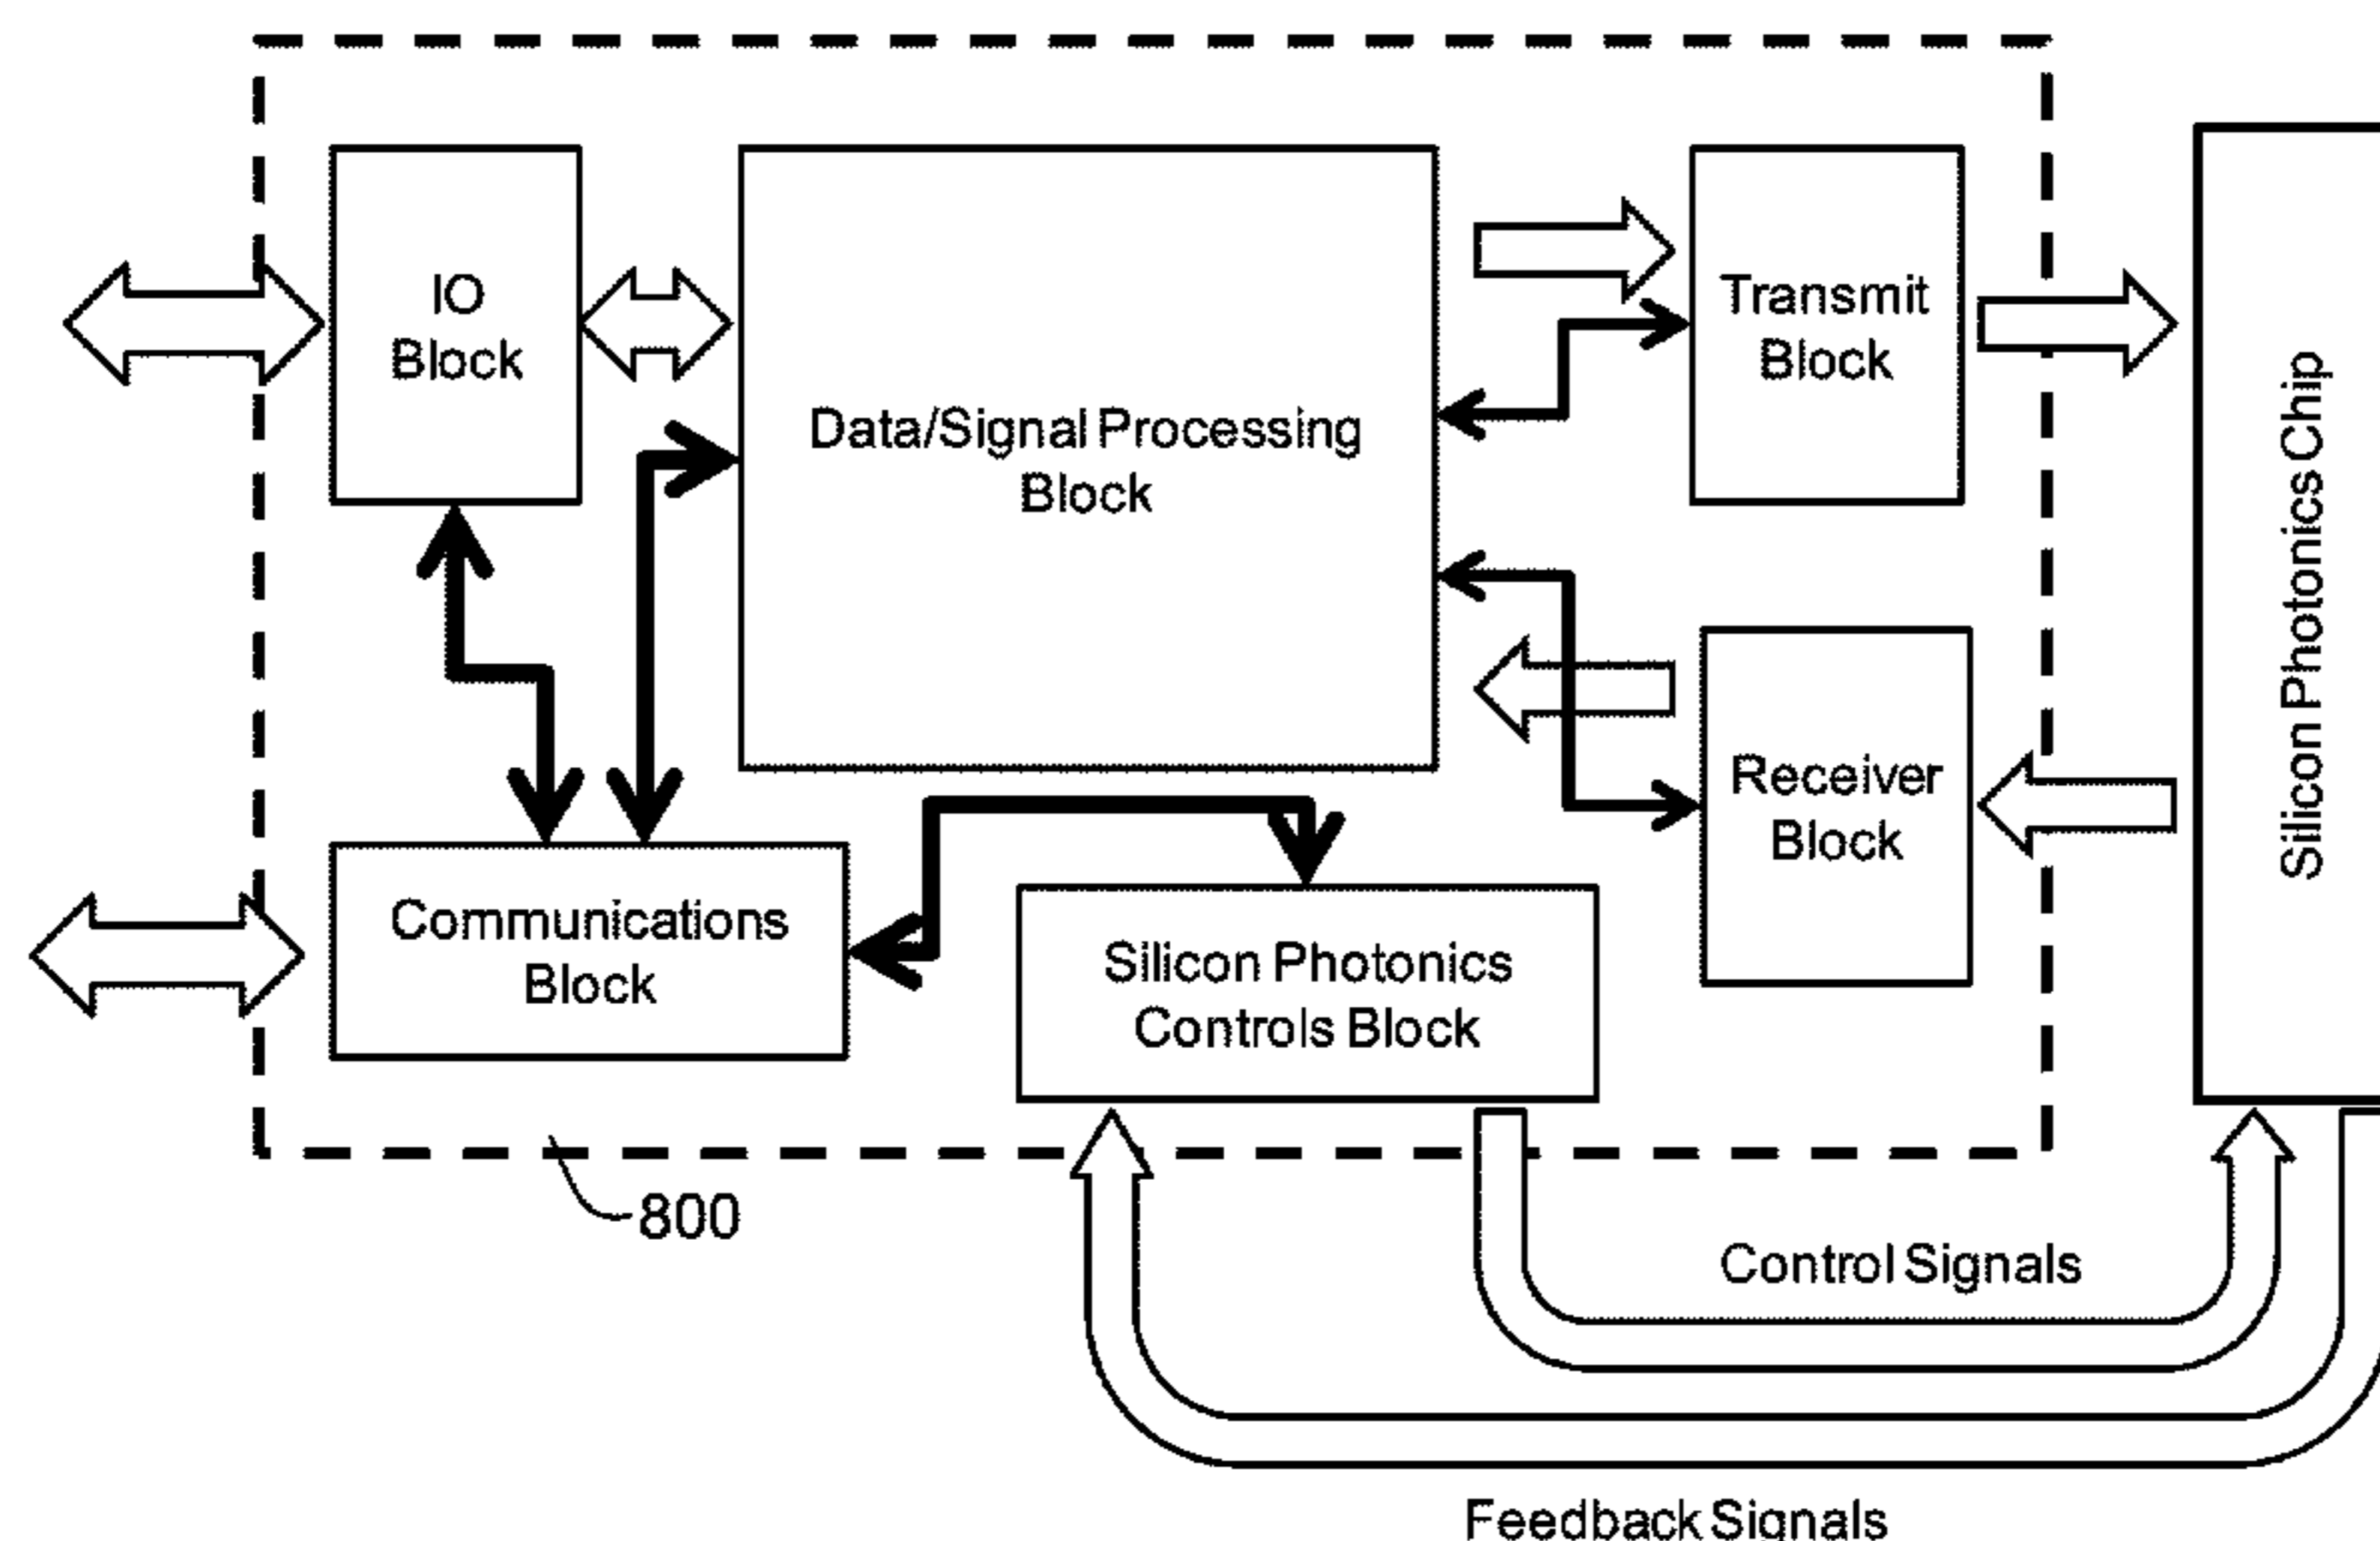 IO
Block
Data/Signal Processing
Block
Transmit
Block
Silicon Photonics Chip
Receiver
Block
Communications
Block
Silicon Photonics
Controls Block
800
Control Signals
Feedback Signals